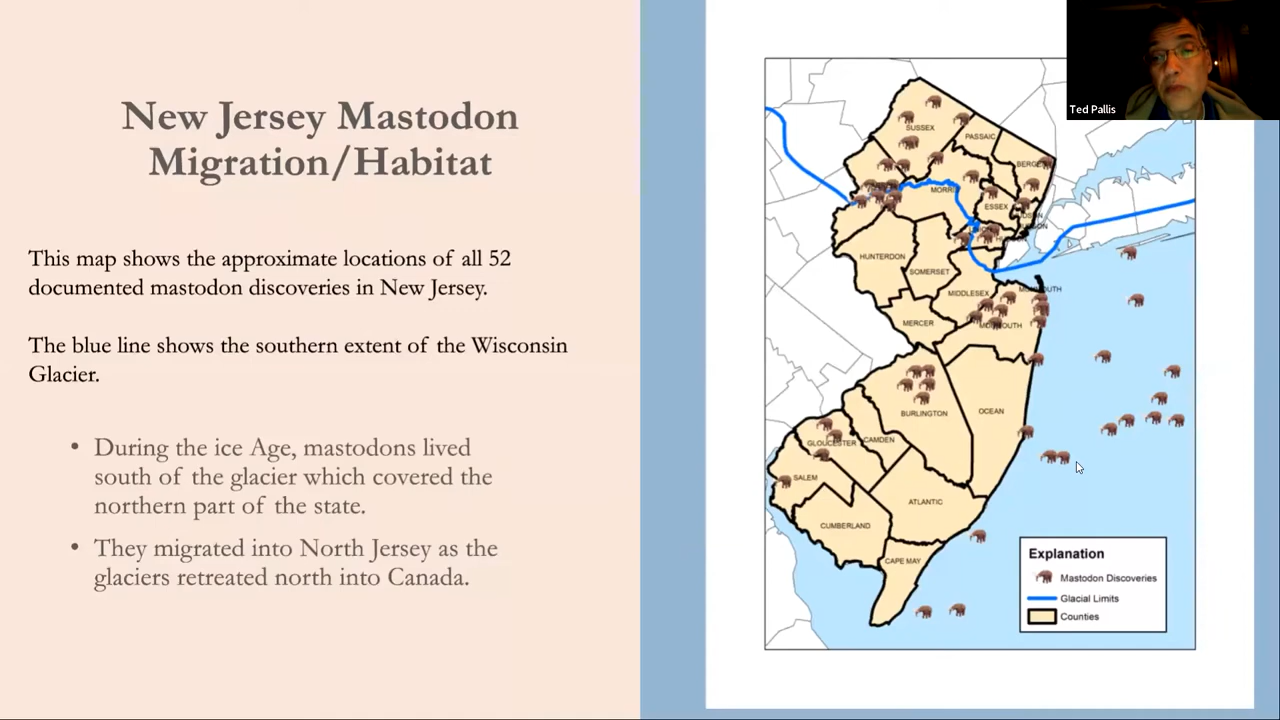 New Jersey Mastodon
Migration/Habitat
This map shows the approximate locations of all 52
documented mastodon discoveries in New Jersey.
The blue line shows the southern extent of the Wisconsin
Glacier.
• During the ice Age, mastodons lived
south of the glacier which covered the
northern part of the state.
• They migrated into North Jersey as the
glaciers retreated north into Canada.
Ted Pallis
SUSSEX
PASSAIC
MORRIS
ESSEX
HUNTERDON
SOMERSET
MIDDLESEX
MONMOUTH
MERCER
MONMOUTH
BURLINGTON
OCEAN
GLOUCESTER
CAMDEN
SALEM
ATLANTIC
CUMBERLAND
CAPE MAY
Explanation
Mastodon Discoveries
Glacial Limits
Counties